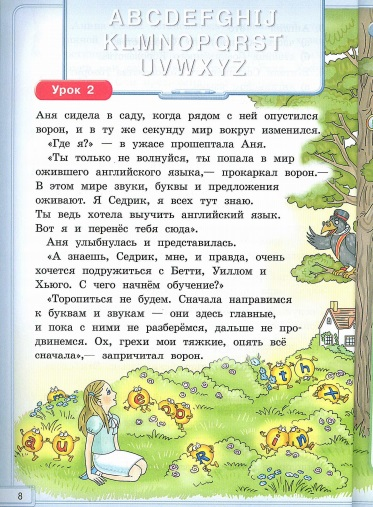 ABCDEFGHIJ
KLMNOPQRST
UVWXYZ
Урок 2
Аня сидела в саду, когда рядом с ней опустился
ворон, и в ту же секунду мир вокруг изменился.
«Где я?» — в ужасе прошептала Аня.
«Ты только не волнуйся, ты попала в мир
ожившего английского языка,— прокаркал ворон.—
В этом мире звуки, буквы и предложения
оживают. Я Седрик, я всех тут знаю.
Ты ведь хотела выучить английский язык.
Вот я и перенёс тебя сюда».
Аня улыбнулась и представилась.
«А знаешь, Седрик, мне, и правда, очень
хочется подружиться с Бетти, Уиллом и
Хьюго. С чего начнём обучение?»
«Торопиться не будем. Сначала направимся
к буквам и звукам — они здесь главные,
и пока с ними не разберёмся, дальше не про-
двинемся. Ох, грехи мои тяжкие, опять всё
сначала»,— запричитал ворон.
8